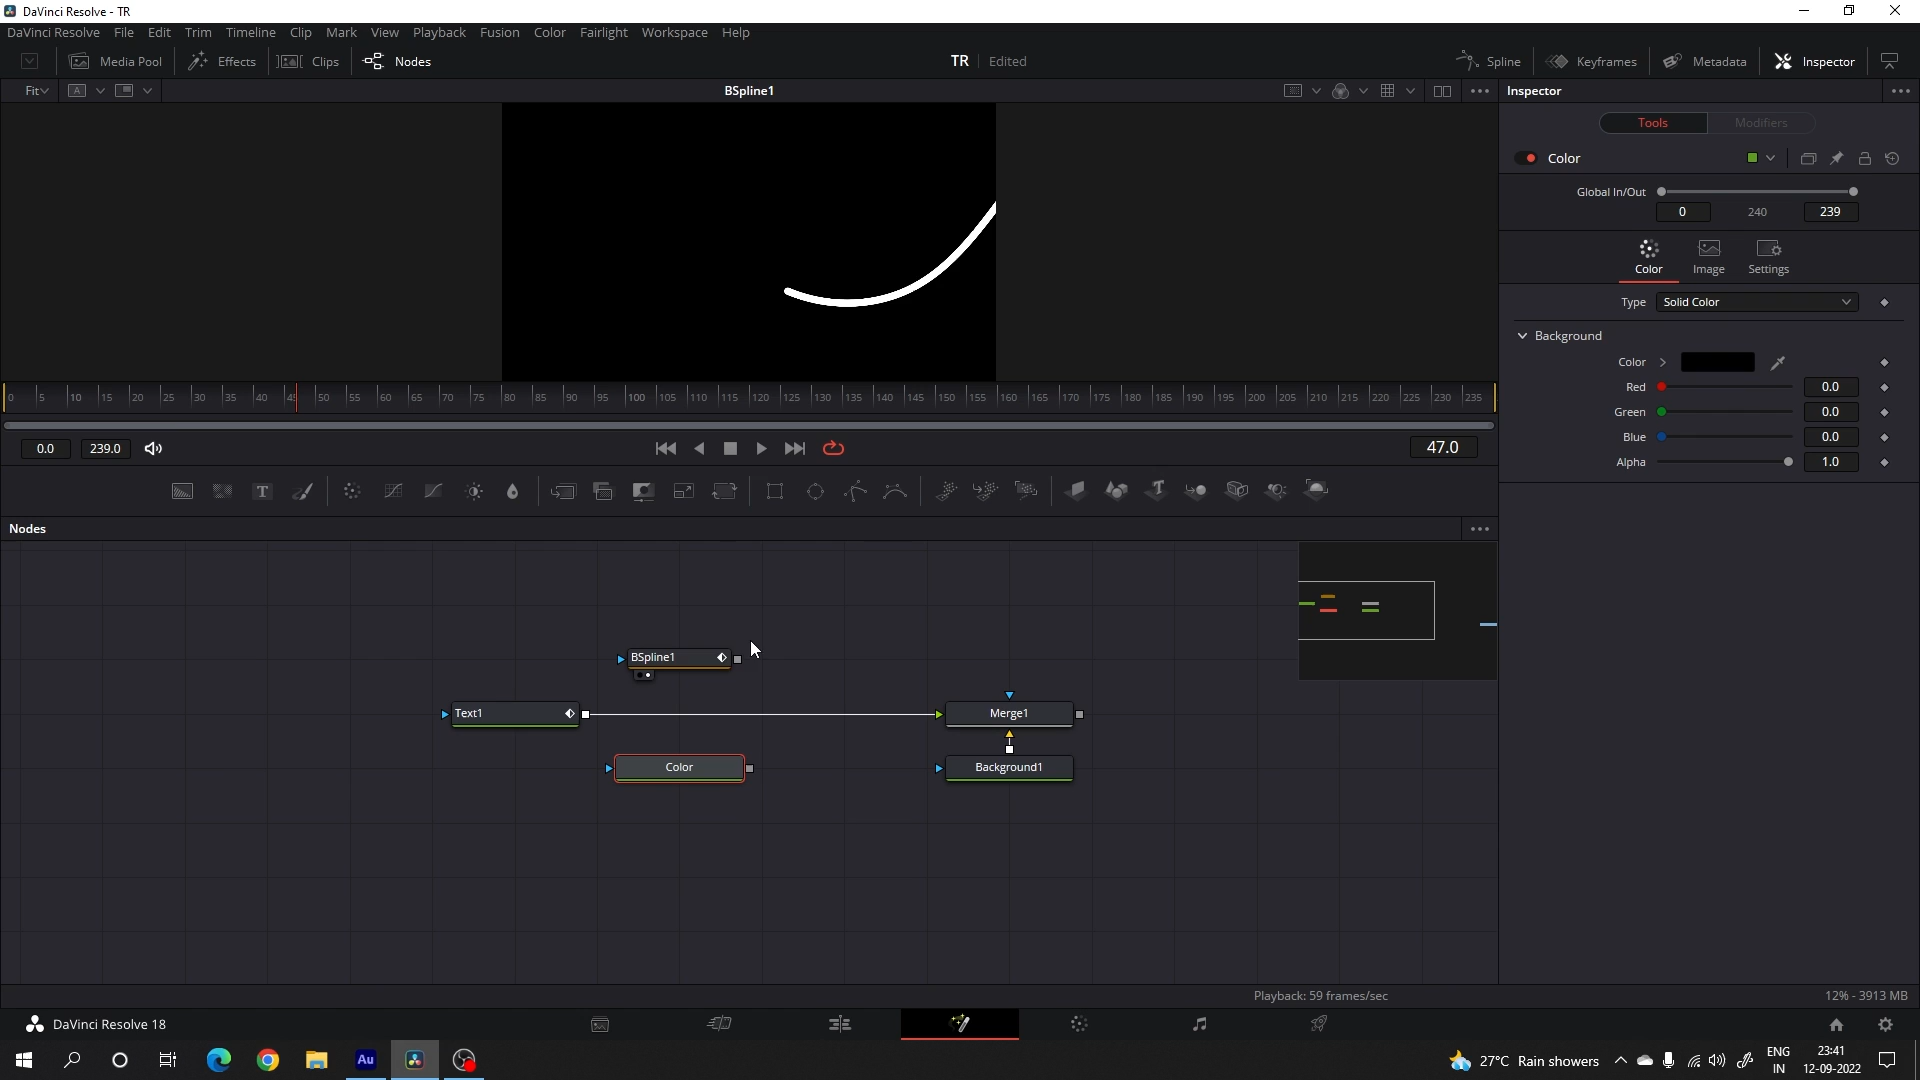 DaVinci Resolve - TR
DaVinci Resolve File Edit Trim Timeline Clip Mark View Playback Fusion Color Fairlight Workspace Help
Media Pool Effects Clips Nodes TR Edited Spline Keyframes Metadata Inspector
Fit A BSpline1 Inspector
Tools Modifiers
Color
Global In/Out
0 240 239
Color Image Settings
Type Solid Color
Background
Color
Red 0.0
Green 0.0
Blue 0.0
Alpha 1.0
0 5 10 15 20 25 30 35 40 50 55 60 65 70 75 80 85 90 95 100 105 110 115 120 125 130 135 140 145 150 155 160 165 170 175 180 185 190 195 200 205 210 215 220 225 230 235
0.0 239.0 47.0
T
Nodes
BSpline1
Text1 Merge1
Color Background1
Playback: 59 frames/sec 12% - 3913 MB
DaVinci Resolve 18
Au 27°C Rain showers ENG IN 23:41 12-09-2022